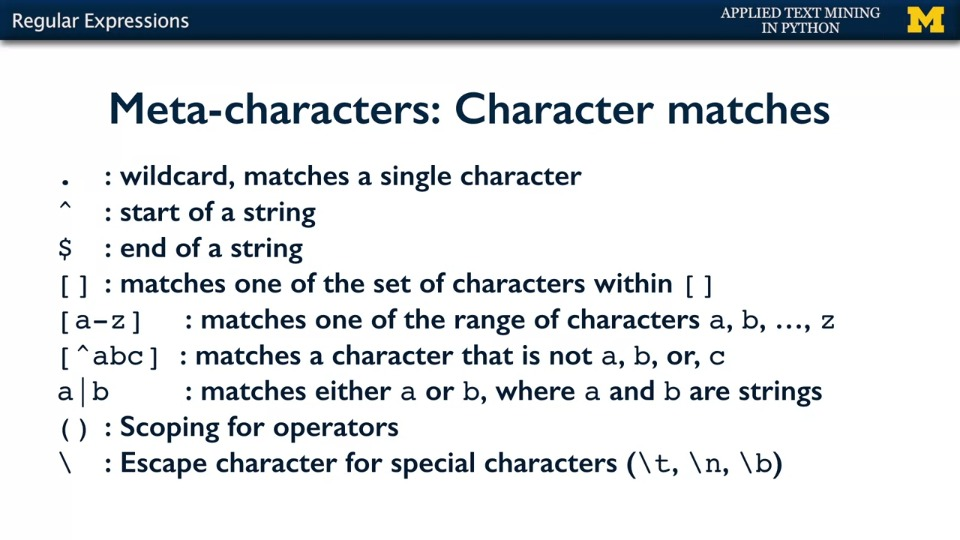 Regular Expressions
APPLIED TEXT MINING
IN PYTHON
M
Meta-characters: Character matches
. : wildcard, matches a single character
^ : start of a string
$ : end of a string
[] : matches one of the set of characters within []
[a-z] : matches one of the range of characters a, b, …, z
[^abc] : matches a character that is not a, b, or, c
a|b : matches either a or b, where a and b are strings
() : Scoping for operators
\ : Escape character for special characters (\t, \n, \b)